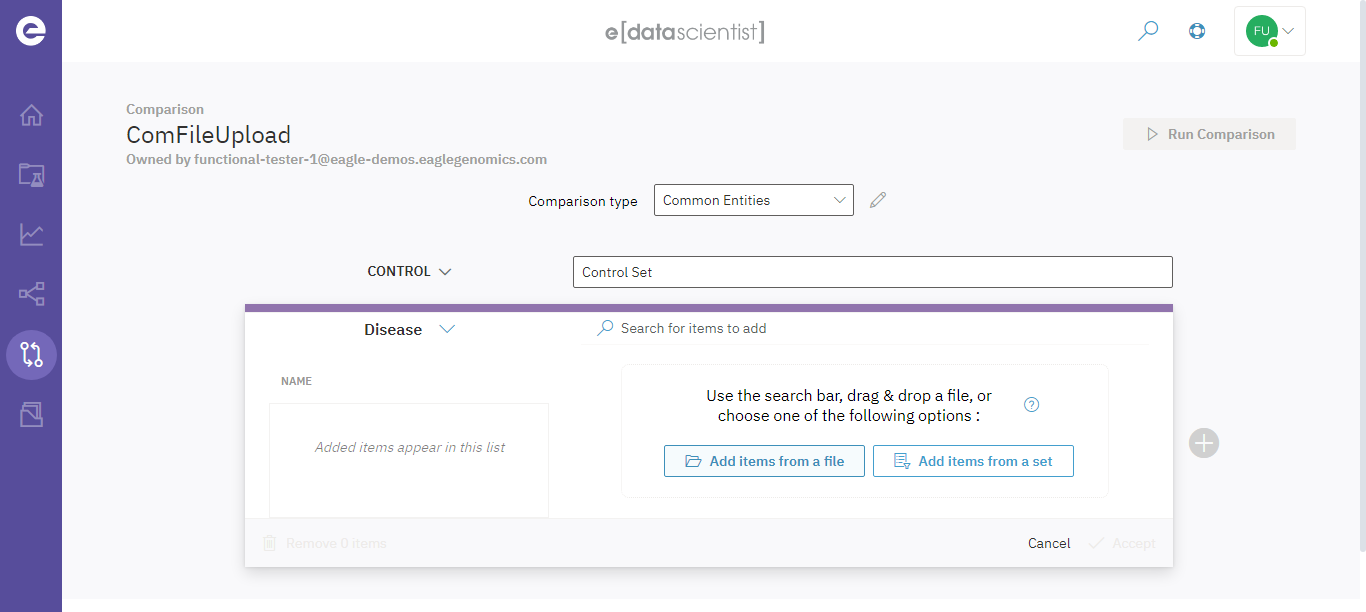 e[datascientist]
FU
Comparison
ComFileUpload
Owned by functional-tester-1@eagle-demos.eaglegenomics.com
Run Comparison
Comparison type
Common Entities
CONTROL
Control Set
Disease
Search for items to add
NAME
Added items appear in this list
Use the search bar, drag & drop a file, or
choose one of the following options :
?
Add items from a file
Add items from a set
Remove 0 items
Cancel
Accept